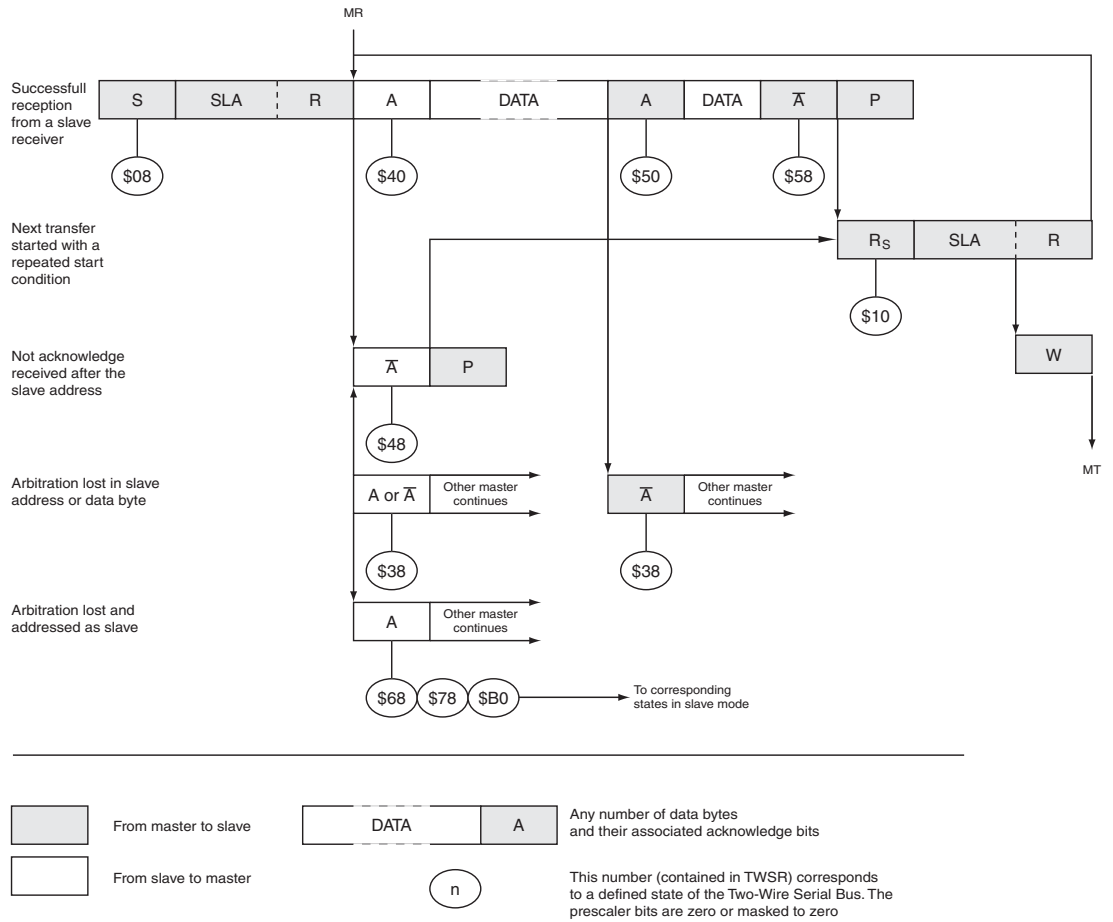 MR
Successfull
reception
from a slave
receiver
S SLA R A DATA A DATA A̅ P
$08 $40 $50 $58
Next transfer
started with a
repeated start
condition
RS SLA R
$10
Not acknowledge
received after the
slave address
A̅ P
W
$48
MT
Arbitration lost in slave
address or data byte
A or A̅
Other master
continues
A̅
Other master
continues
$38 $38
Arbitration lost and
addressed as slave
A
Other master
continues
$68 $78 $B0
To corresponding
states in slave mode
From master to slave
DATA A
Any number of data bytes
and their associated acknowledge bits
From slave to master
n
This number (contained in TWSR) corresponds
to a defined state of the Two-Wire Serial Bus. The
prescaler bits are zero or masked to zero